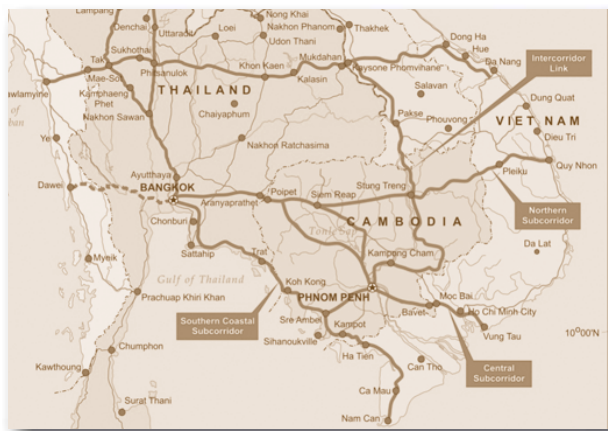 Lampang
Denchai
Uttaradit
Loei
Nong Khai
Nakhon Phanom
Thakhek
Udon Thani
Dong Ha
Hue
Da Nang
Sukhothai
Tak
Phitsanulok
Khon Kaen
Mukdahan
Kaysone Phomvihane
Intercorridor
Link
Mae-Sot
Kamphaeng
Phet
Kalasin
THAILAND
Salavan
Dung Quat
Chaiyaphum
Pakse
Phouvong
VIET NAM
Nakhon Sawan
Dieu Tri
Ye
Nakhon Ratchasima
Ayutthaya
Pleiku
Quy Nhon
Dawei
BANGKOK
Stung Treng
Poipet
Siem Reap
Aranyaprathet
Northern
Subcorridor
Chonburi
CAMBODIA
Tonle Sap
Da Lat
Sattahip
Trat
Kampong Cham
Myeik
Gulf of Thailand
Koh Kong
PHNOM PENH
Moc Bai
Prachuap Khiri Khan
Bavet
Ho Chi Minh City
Southern Coastal
Subcorridor
Sre Ambel
Kampot
Vung Tau
10°00'N
Sihanoukville
Ha Tien
Chumphon
Can Tho
Central
Subcorridor
Kawthoung
Ca Mau
Surat Thani
Nam Can